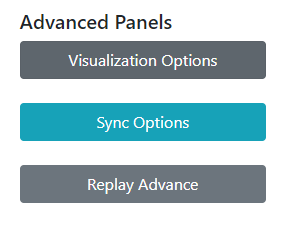 Advanced Panels
Visualization Options
Sync Options
Replay Advance